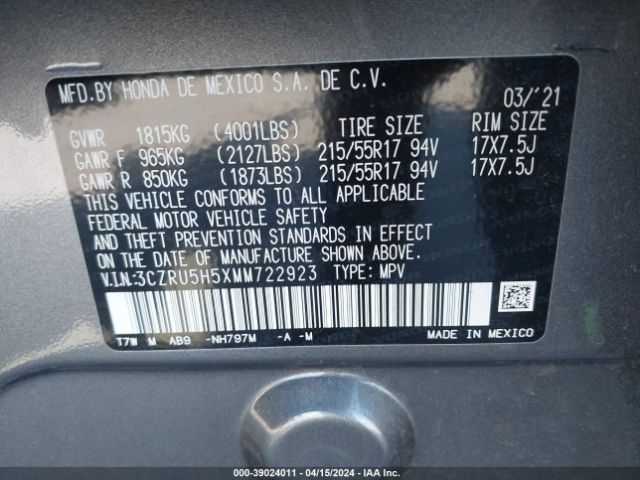 MFD.BY HONDA DE MEXICO S.A. DE C.V.
03/'21
GVWR 1815KG (4001LBS) TIRE SIZE RIM SIZE
GAWR F 965KG (2127LBS) 215/55R17 94V 17X7.5J
GAWR R 850KG (1873LBS) 215/55R17 94V 17X7.5J
THIS VEHICLE CONFORMS TO ALL APPLICABLE
FEDERAL MOTOR VEHICLE SAFETY
AND THEFT PREVENTION STANDARDS IN EFFECT
ON THE DATE OF MANUFACTURE SHOWN ABOVE.
V.I.N:3CZRU5H5XMM722923 TYPE: MPV
T7W M AB9 -NH797M -A -M
MADE IN MEXICO
COPART-39024011 - 04/15/2024 - IAA Inc.